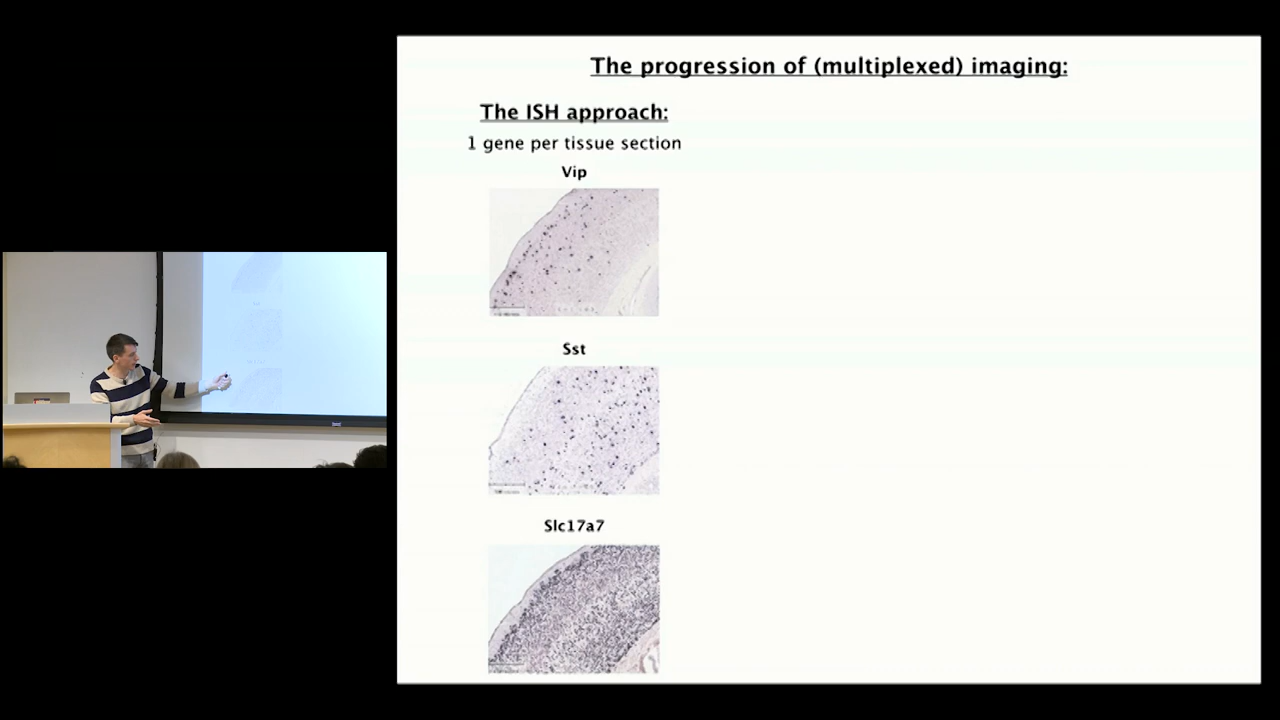 The progression of (multiplexed) imaging:
The ISH approach:
1 gene per tissue section
Vip
Sst
Slc17a7